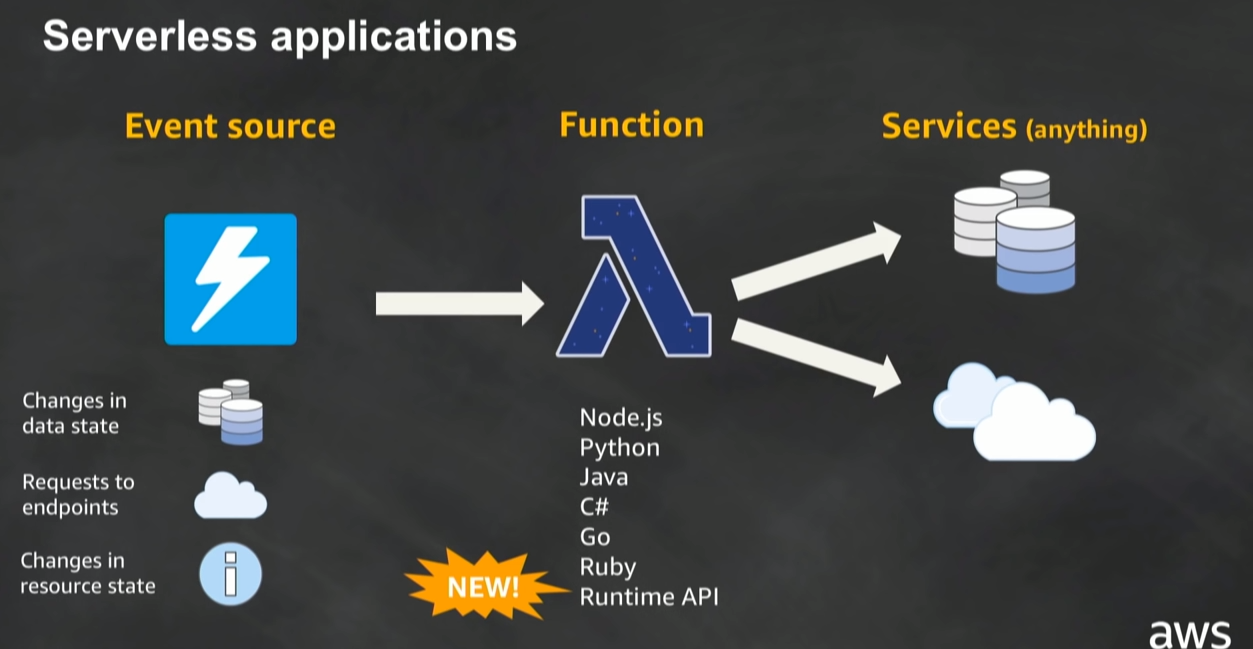 Serverless applications
Event source
Function
Services (anything)
Changes in
data state
Requests to
endpoints
Changes in
resource state
Node.js
Python
Java
C#
Go
Ruby
Runtime API
NEW!
aws